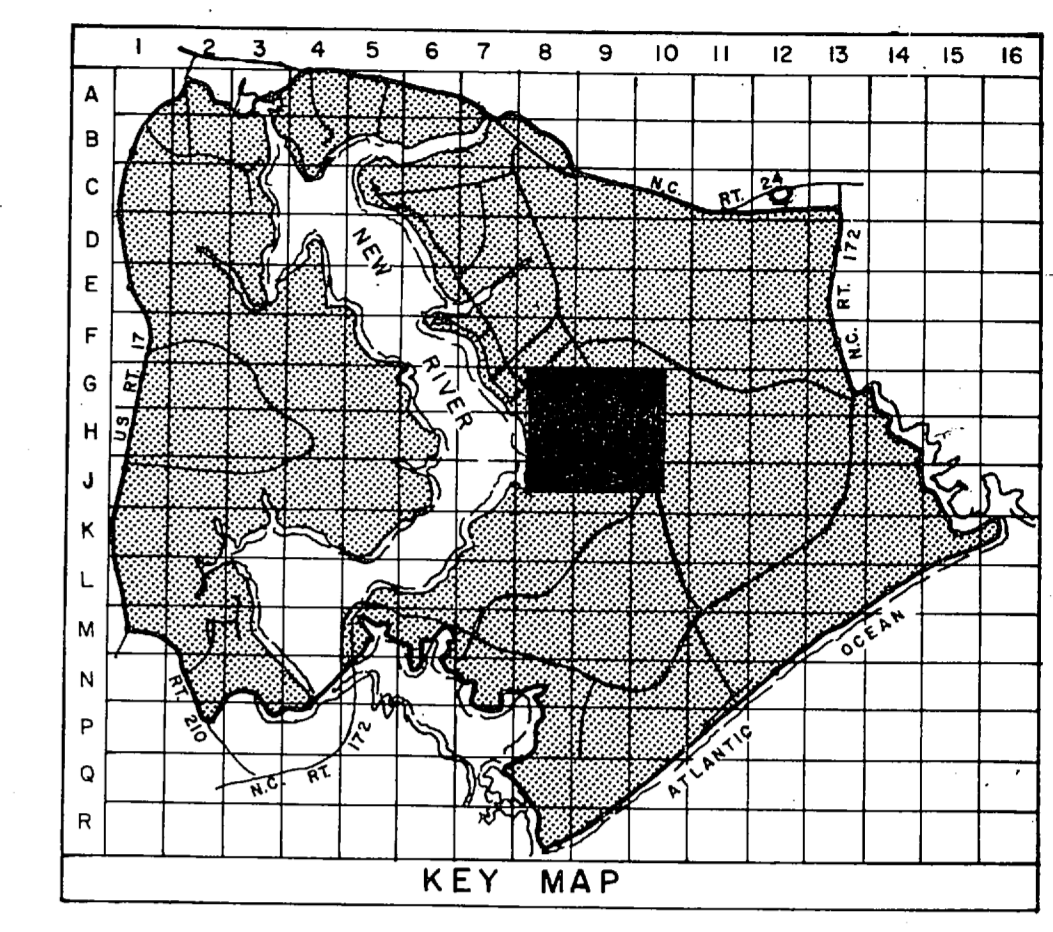 1 2 3 4 5 6 7 8 9 10 11 12 13 14 15 16
A
B
C
D
E
F
G
H
J
K
L
M
N
P
Q
R
N.C. RT. 24
N.C. RT. 172
NEW
RIVER
US RT. 17
RT. 210
N.C. RT. 172
ATLANTIC OCEAN
KEY MAP